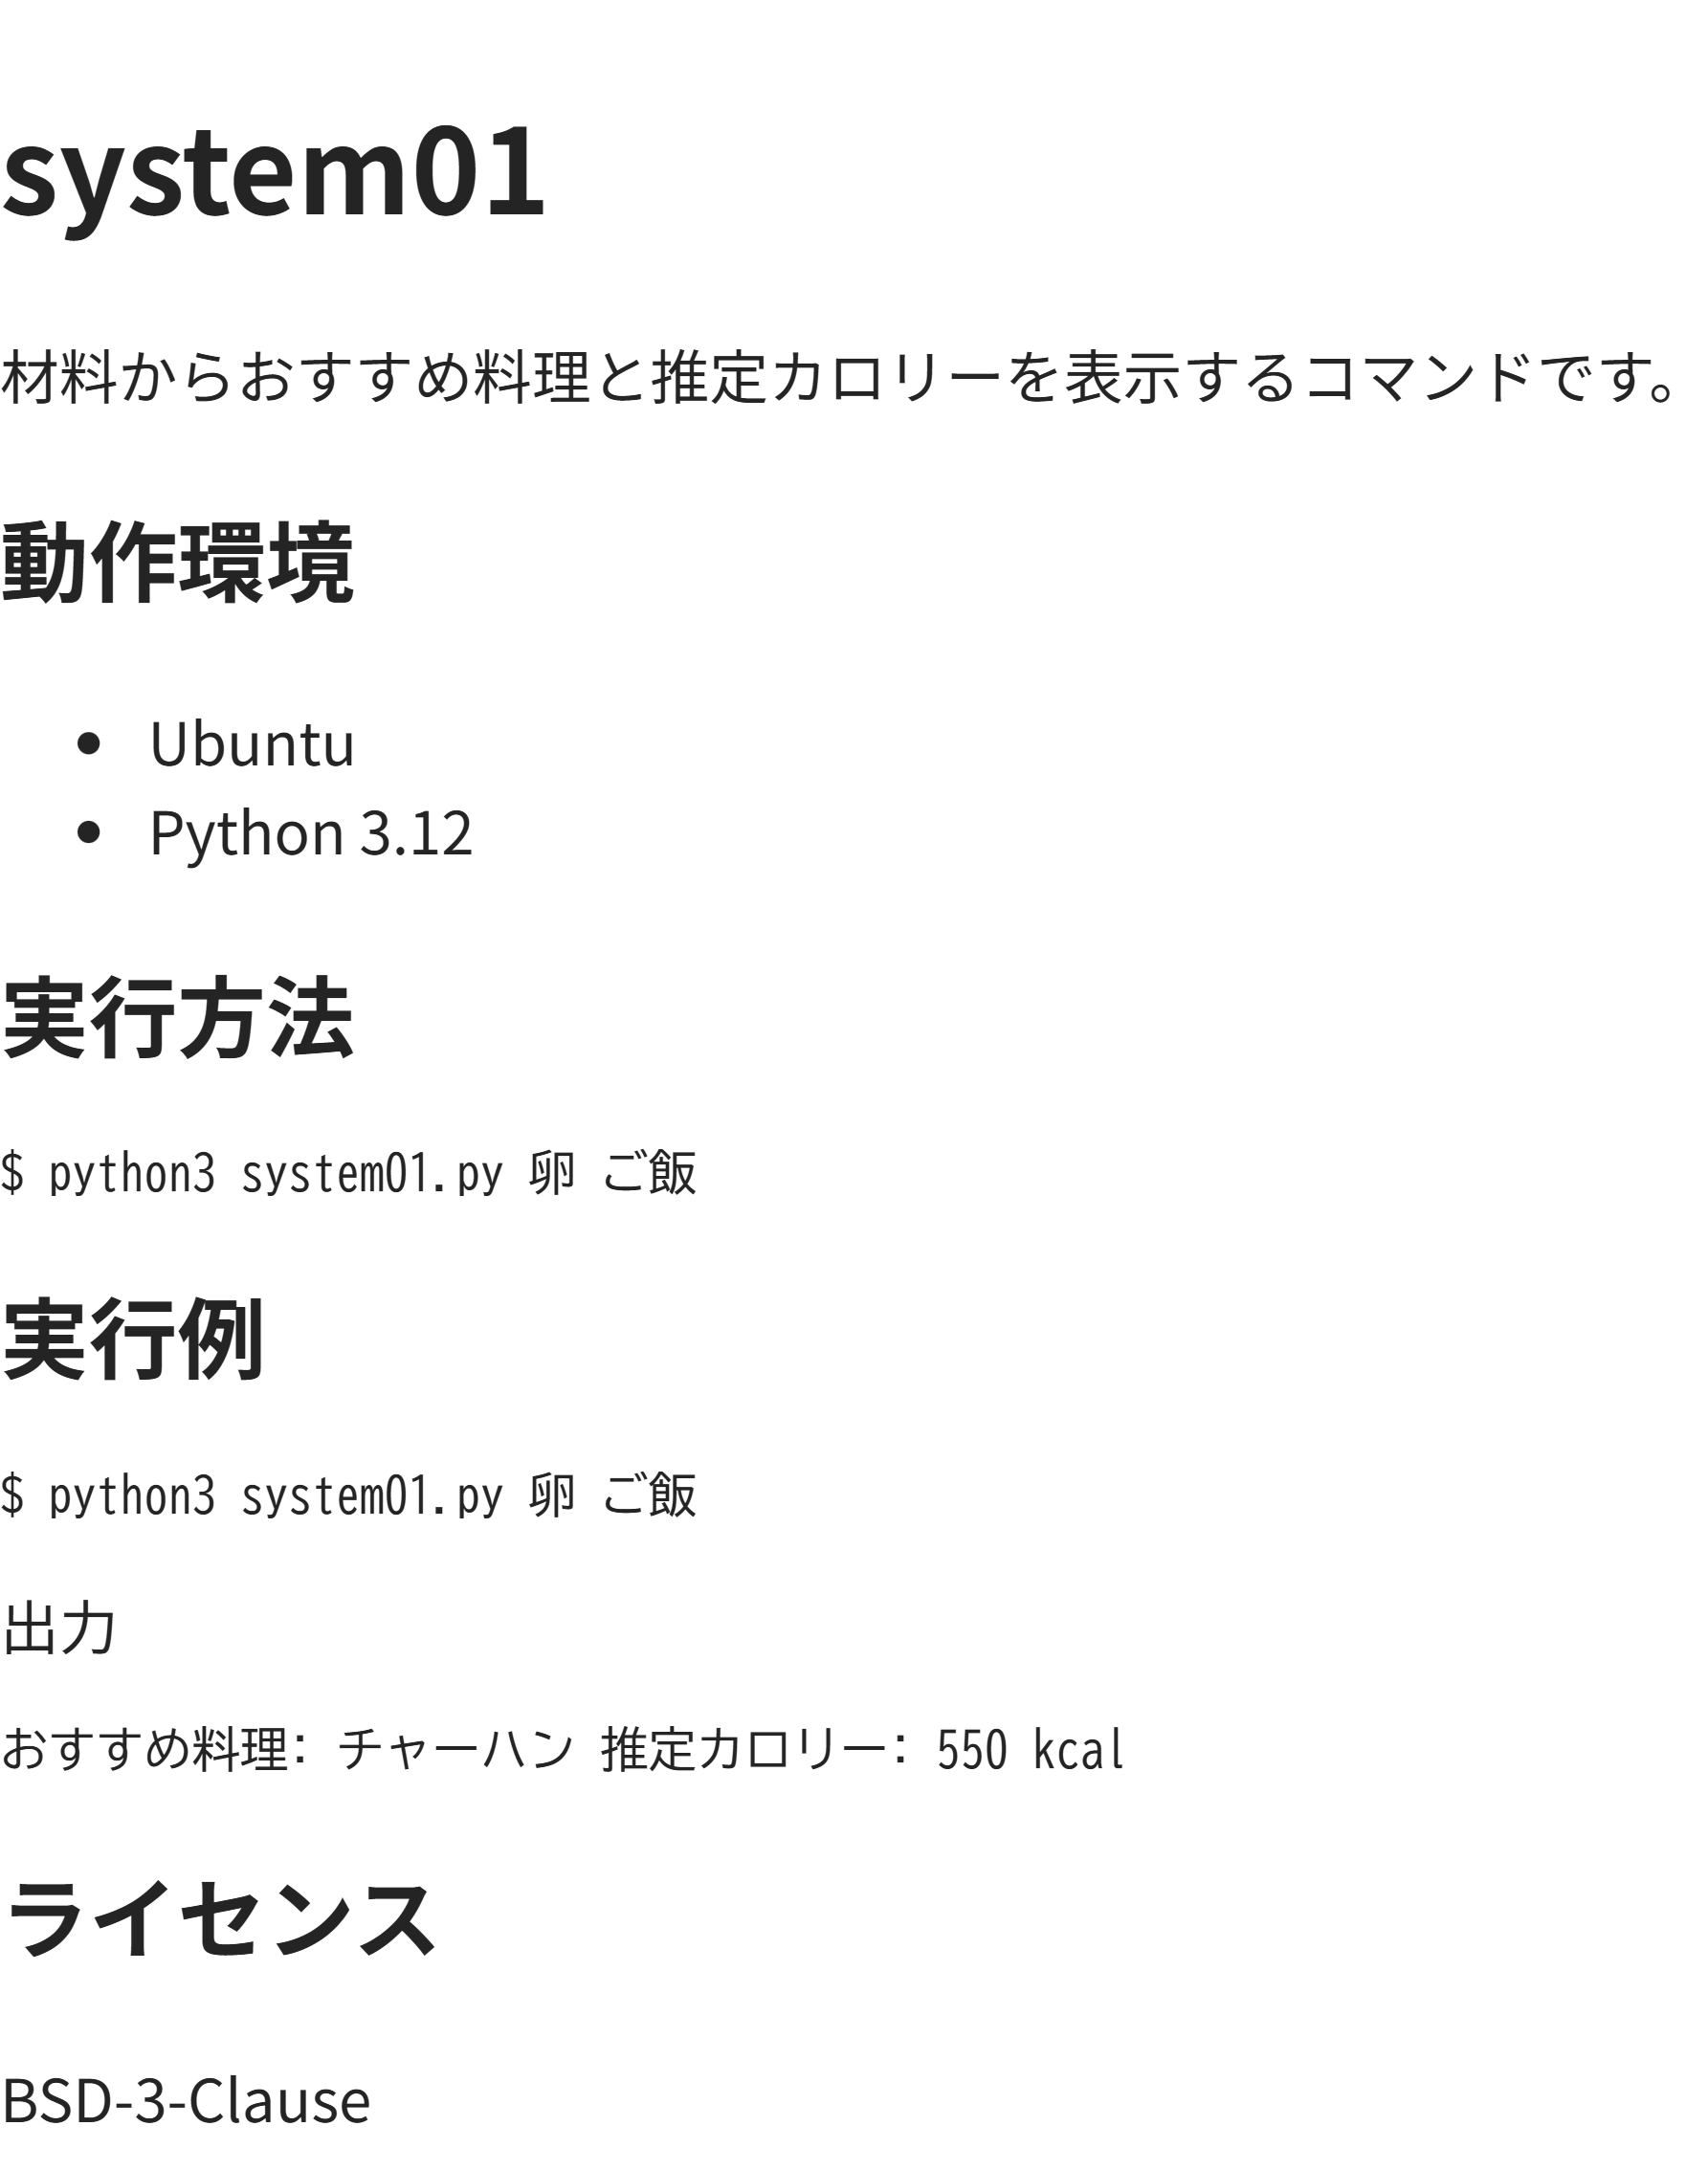 system01
材料からおすすめ料理と推定カロリーを表示するコマンドです。
動作環境
• Ubuntu
• Python 3.12
実行方法
$ python3 system01.py 卵 ご飯
実行例
$ python3 system01.py 卵 ご飯
出力
おすすめ料理: チャーハン 推定カロリー: 550 kcal
ライセンス
BSD-3-Clause